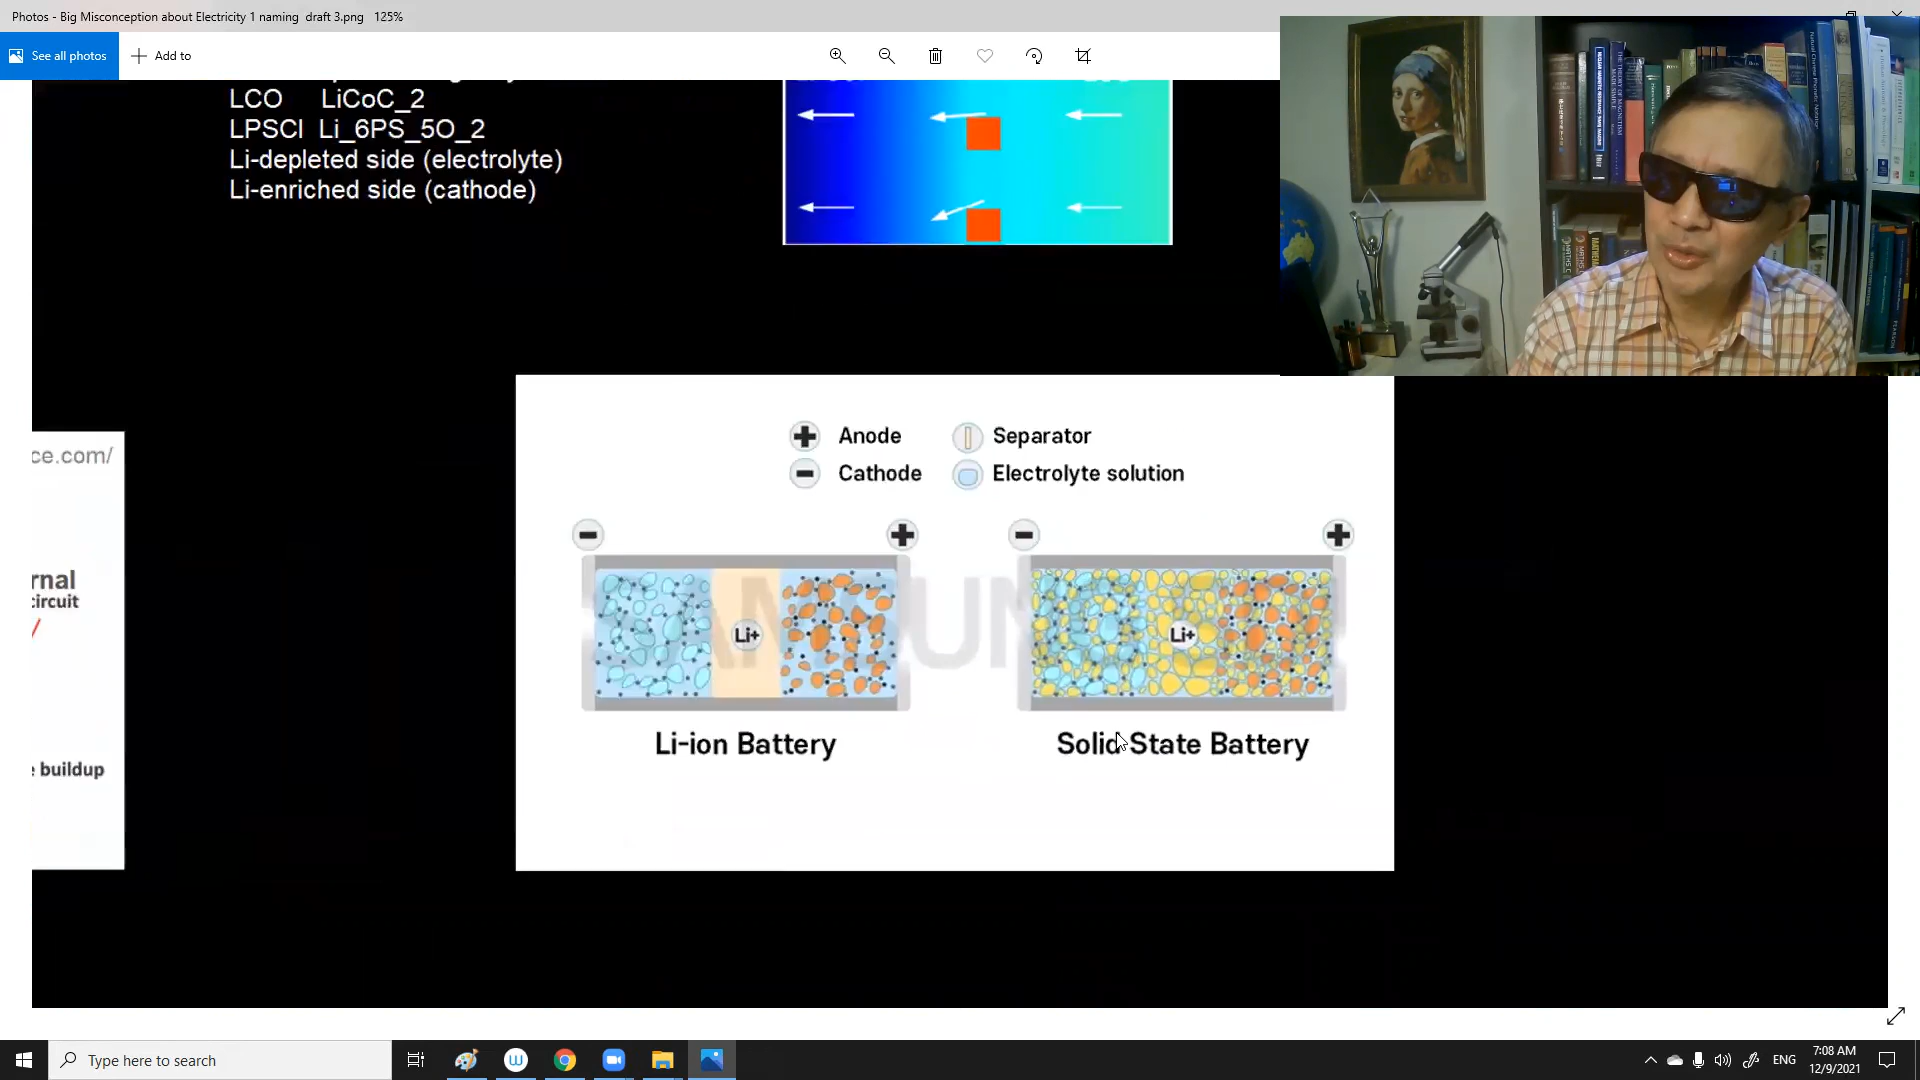 Photos - Big Misconception about Electricity 1 naming draft 3.png 125%
See all photos
Add to
LCO LiCoC_2
LPSCl Li_6PS_5O_2
Li-depleted side (electrolyte)
Li-enriched side (cathode)
ce.com/
rnal
circuit
buildup
Anode
Separator
Cathode
Electrolyte solution
Li+
Li+
Li-ion Battery
Solid State Battery
Type here to search
ENG
7:08 AM
12/9/2021